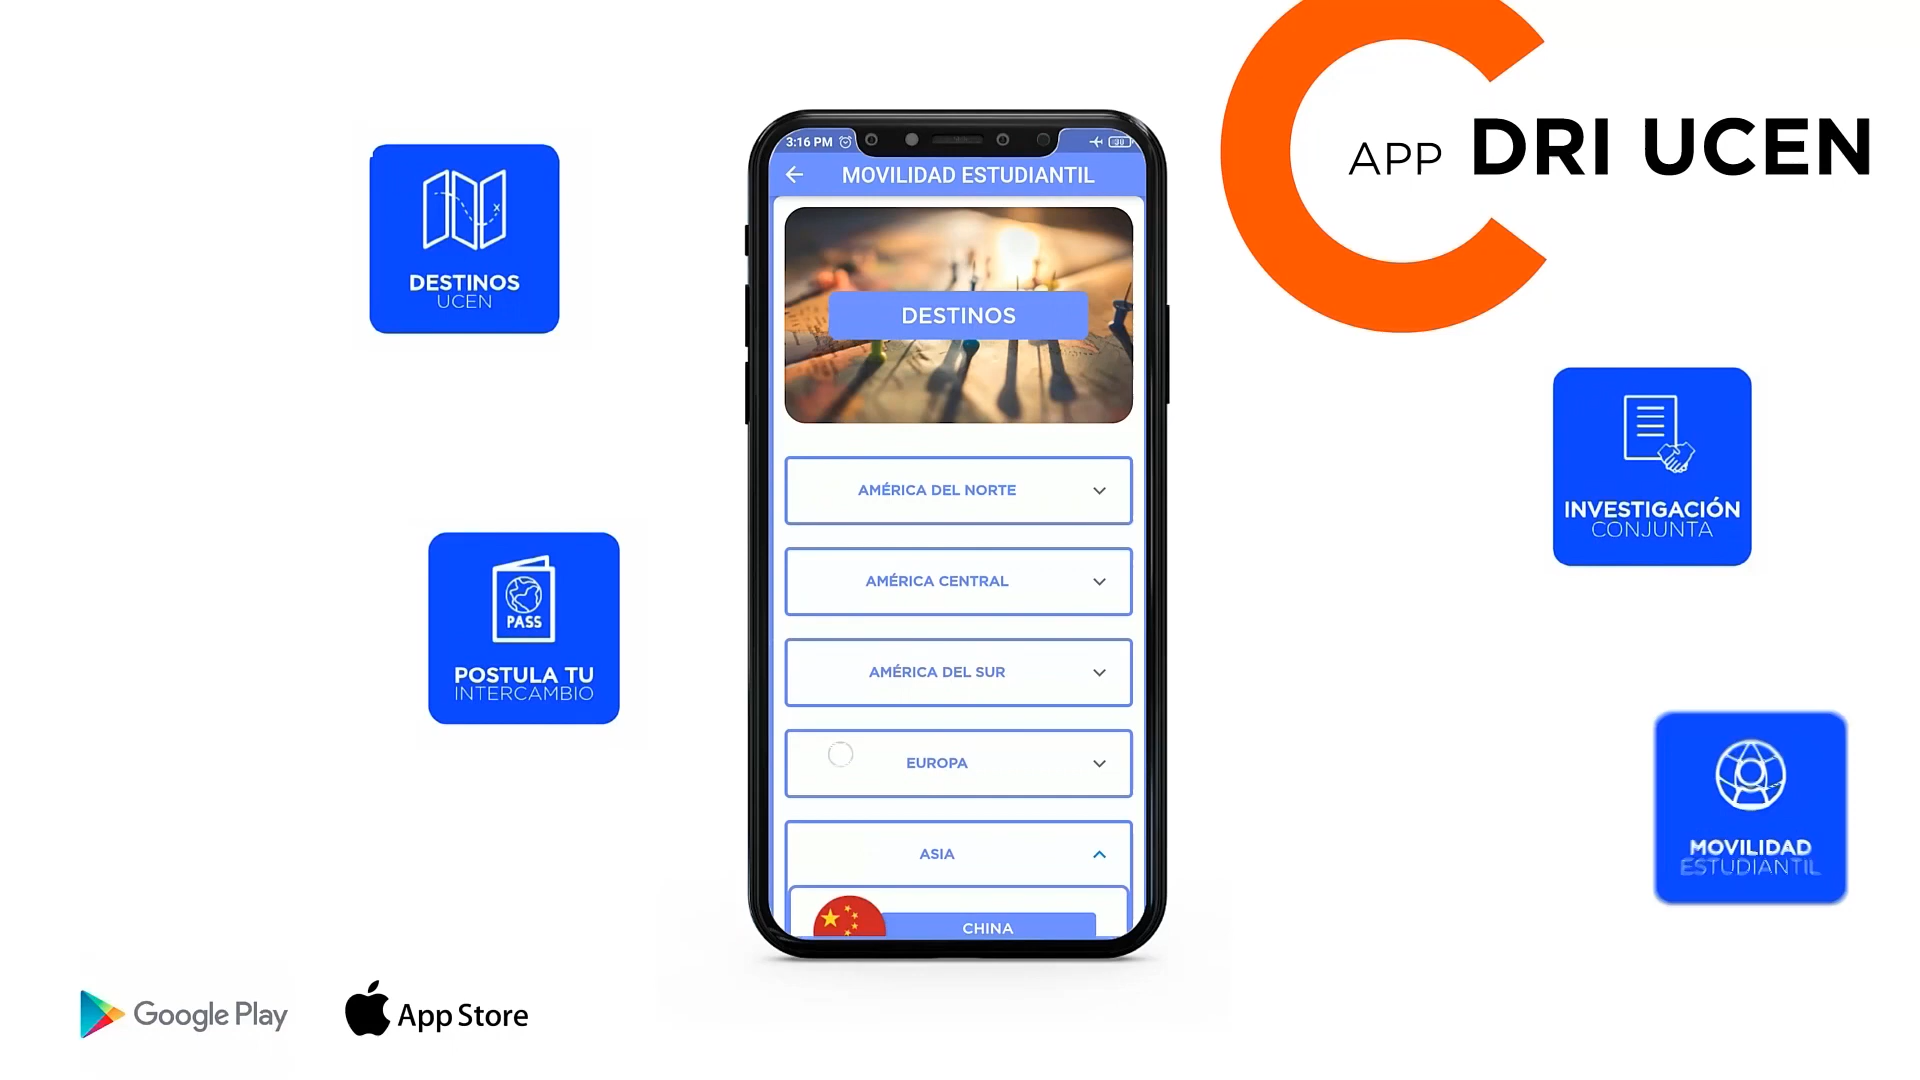 APP DRI UCEN
DESTINOS
UCEN
POSTULA TU
INTERCAMBIO
PASS
3:16 PM
MOVILIDAD ESTUDIANTIL
DESTINOS
AMÉRICA DEL NORTE
AMÉRICA CENTRAL
AMÉRICA DEL SUR
EUROPA
ASIA
CHINA
INVESTIGACIÓN
CONJUNTA
MOVILIDAD
ESTUDIANTIL
Google Play
App Store